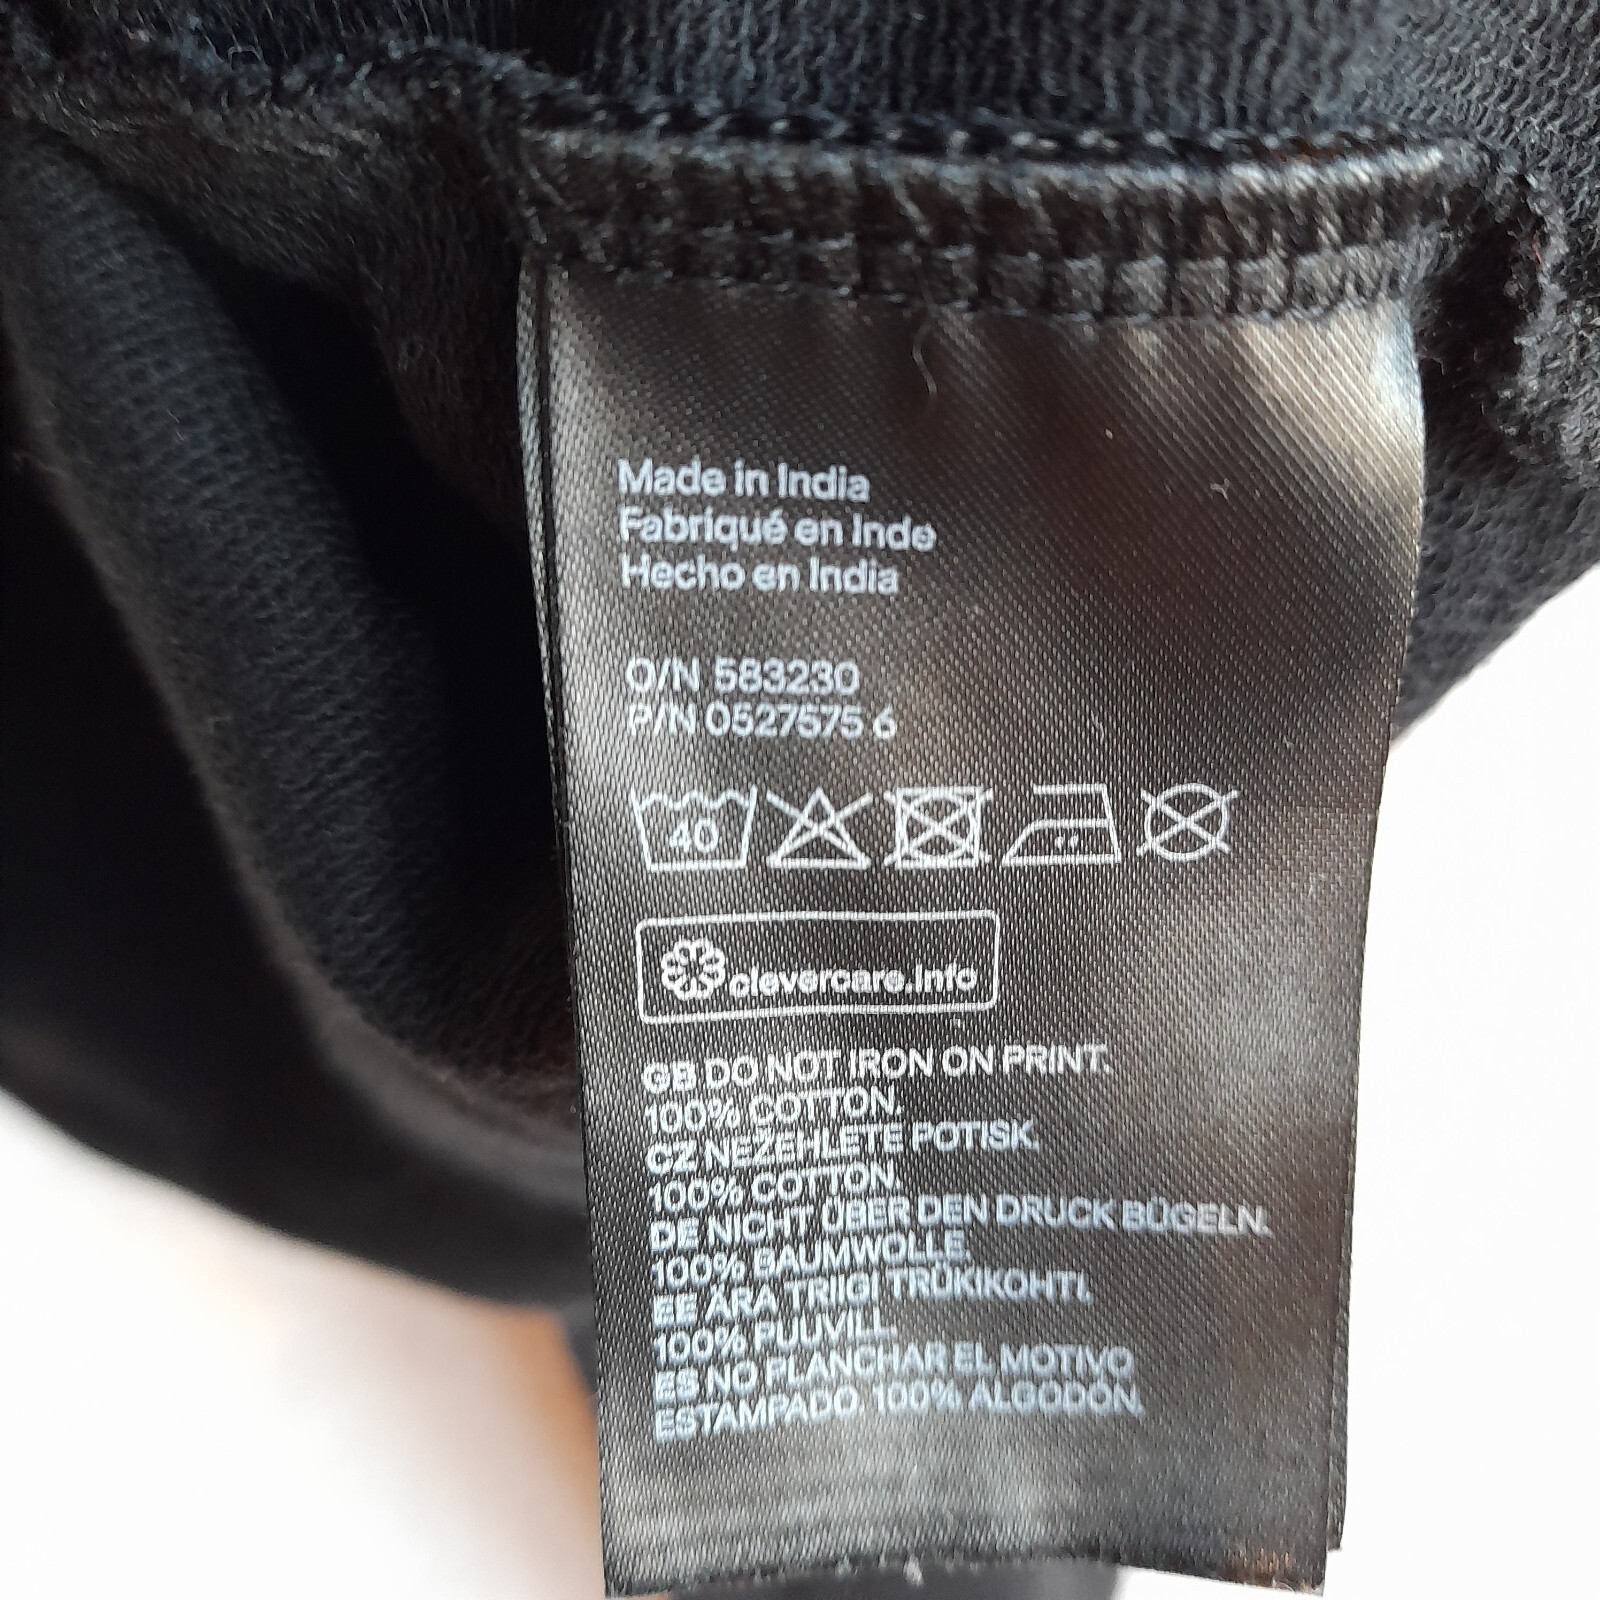 Made in India
Fabriqué en Inde
Hecho en India
O/N 583230
P/N 0527575 6
40
clevercare.info
GB DO NOT IRON ON PRINT.
100% COTTON.
CZ NEŽEHLETE POTISK.
100% COTTON.
DE NICHT ÜBER DEN DRUCK BÜGELN.
100% BAUMWOLLE.
EE ÄRA TRIIGI TRÜKIKOHTI.
100% PUUVILL.
ES NO PLANCHAR EL MOTIVO
ESTAMPADO. 100% ALGODÓN.